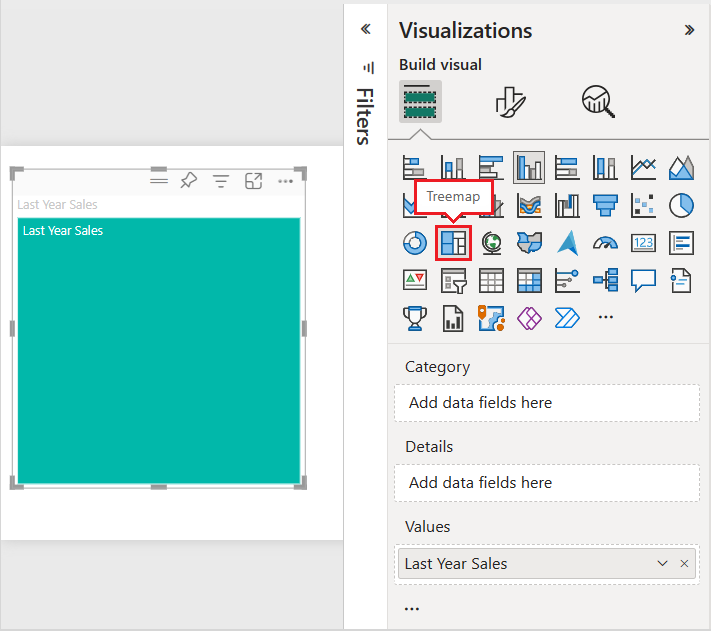 Last Year Sales
Last Year Sales
Filters
Visualizations
Build visual
Treemap
123
Category
Add data fields here
Details
Add data fields here
Values
Last Year Sales